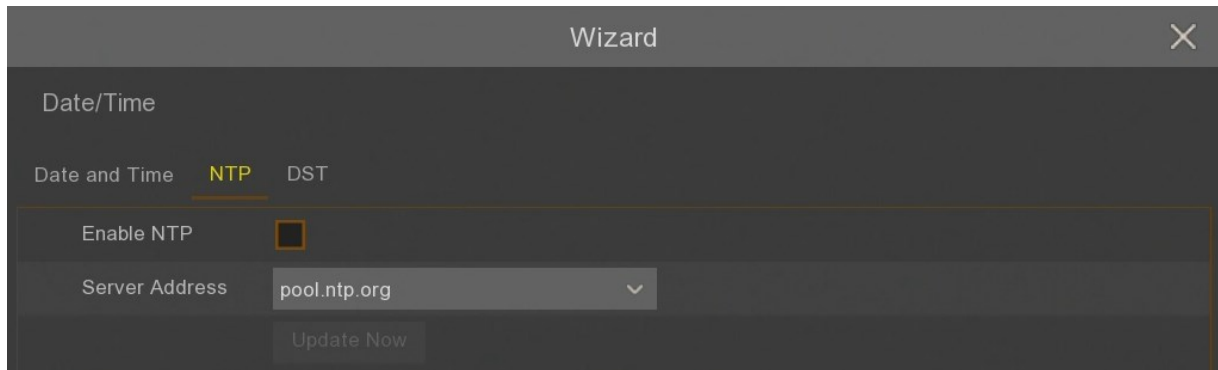 Wizard
Date/Time
Date and Time NTP DST
Enable NTP
Server Address pool.ntp.org
Update Now